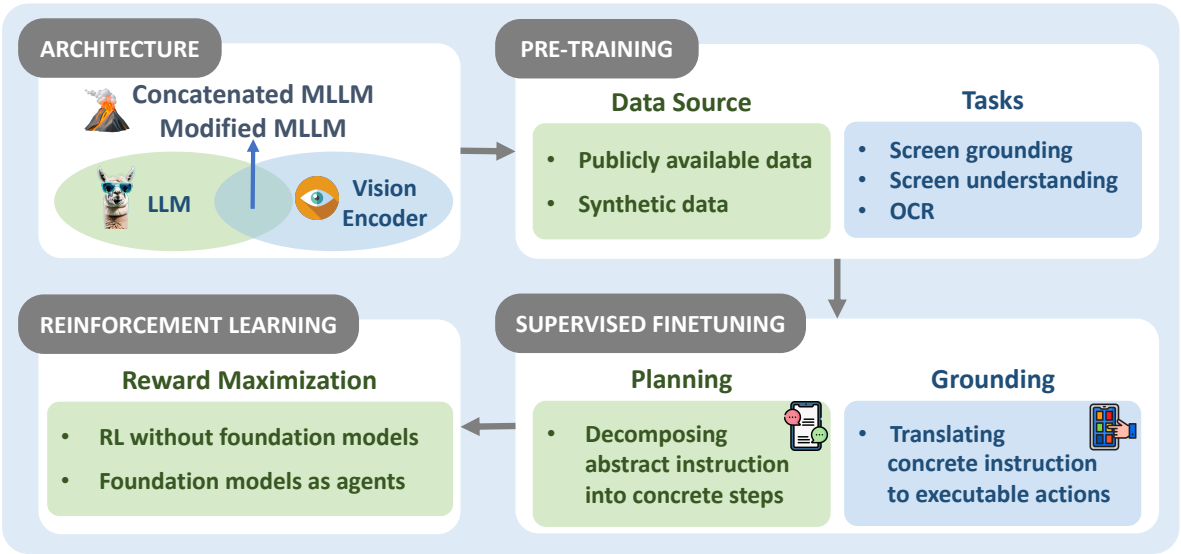 ARCHITECTURE
Concatenated MLLM
Modified MLLM
LLM
Vision
Encoder
PRE-TRAINING
Data Source
• Publicly available data
• Synthetic data
Tasks
• Screen grounding
• Screen understanding
• OCR
REINFORCEMENT LEARNING
Reward Maximization
• RL without foundation models
• Foundation models as agents
SUPERVISED FINETUNING
Planning
• Decomposing
abstract instruction
into concrete steps
Grounding
• Translating
concrete instruction
to executable actions